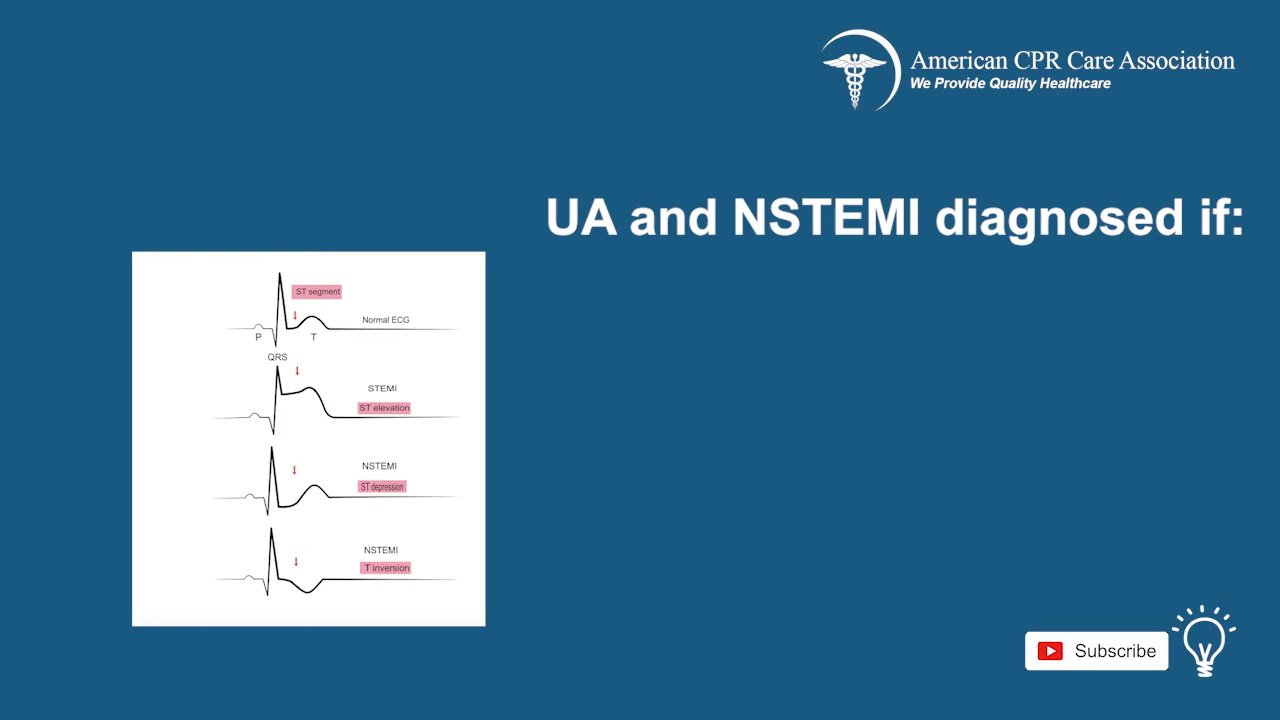 American CPR Care Association
We Provide Quality Healthcare
UA and NSTEMI diagnosed if:
ST segment
Normal ECG
P
T
QRS
STEMI
ST elevation
NSTEMI
ST depression
NSTEMI
T inversion
Subscribe